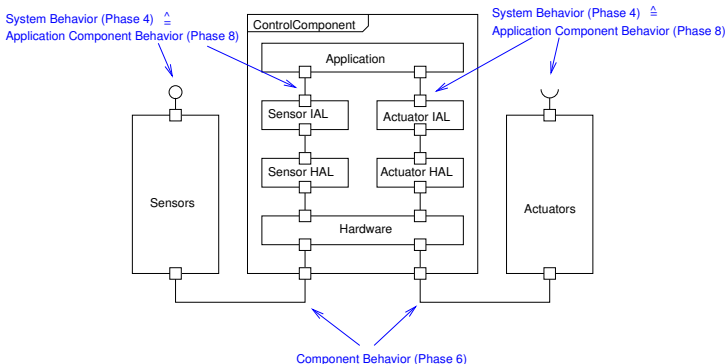 System Behavior (Phase 4) ≙
Application Component Behavior (Phase 8)
System Behavior (Phase 4) ≙
Application Component Behavior (Phase 8)
ControlComponent
Application
Sensor IAL
Actuator IAL
Sensor HAL
Actuator HAL
Sensors
Actuators
Hardware
Component Behavior (Phase 6)